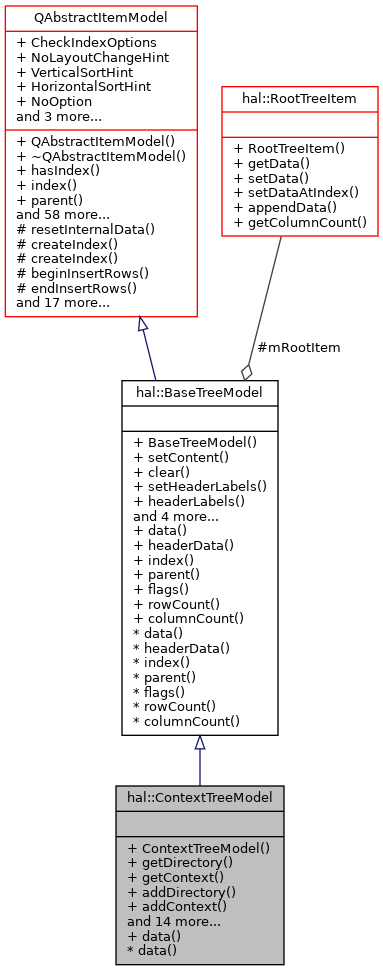 QAbstractItemModel
+ CheckIndexOptions
+ NoLayoutChangeHint
+ VerticalSortHint
+ HorizontalSortHint
+ NoOption
and 3 more...
+ QAbstractItemModel()
+ ~QAbstractItemModel()
+ hasIndex()
+ index()
+ parent()
and 58 more...
# resetInternalData()
# createIndex()
# createIndex()
# beginInsertRows()
# endInsertRows()
and 17 more...
hal::RootTreeItem
+ RootTreeItem()
+ getData()
+ setData()
+ setDataAtIndex()
+ appendData()
+ getColumnCount()
#mRootItem
hal::BaseTreeModel
+ BaseTreeModel()
+ setContent()
+ clear()
+ setHeaderLabels()
+ headerLabels()
and 4 more...
+ data()
+ headerData()
+ index()
+ parent()
+ flags()
+ rowCount()
+ columnCount()
* data()
* headerData()
* index()
* parent()
* flags()
* rowCount()
* columnCount()
hal::ContextTreeModel
+ ContextTreeModel()
+ getDirectory()
+ getContext()
+ addDirectory()
+ addContext()
and 14 more...
+ data()
* data()